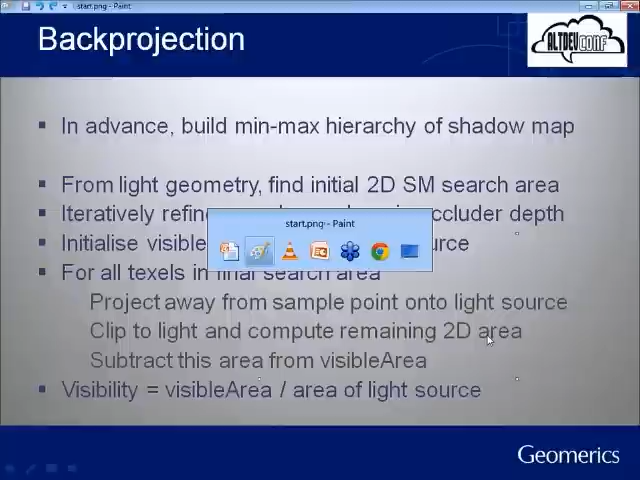 start.png - Paint
Backprojection
ALTDEVCONF
In advance, build min-max hierarchy of shadow map
From light geometry, find initial 2D SM search area
Iteratively refine occluder depth
start.png - Paint
Initialise visible source
For all texels in final search area
Project away from sample point onto light source
Clip to light and compute remaining 2D area
Subtract this area from visibleArea
Visibility = visibleArea / area of light source
Geomerics